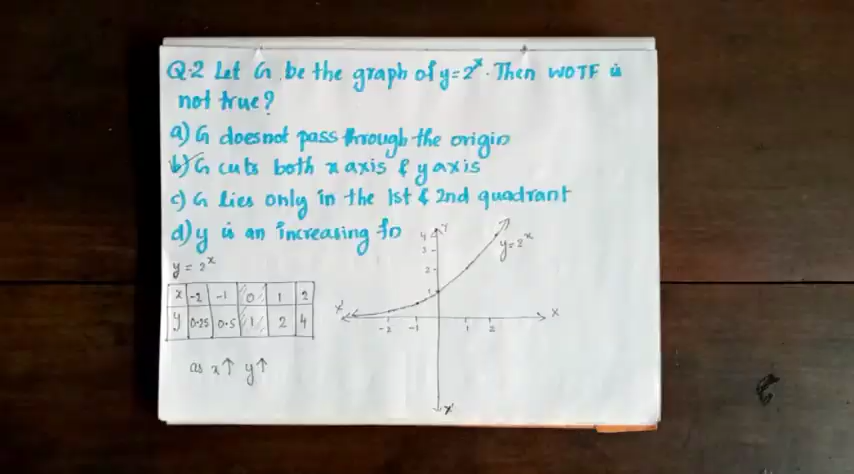 Q.2 Let G be the graph of y=2^x. Then WOTF is
not true?
a) G doesnot pass through the origin
b) G cuts both x axis & y axis
c) G lies only in the 1st & 2nd quadrant
d) y is an increasing fn
y = 2^x
x -2 -1 0 1 2
y 0.25 0.5 1 2 4
as x↑ y↑
Y
4
3
2
1
y=2^x
X' X
-2 -1 1 2